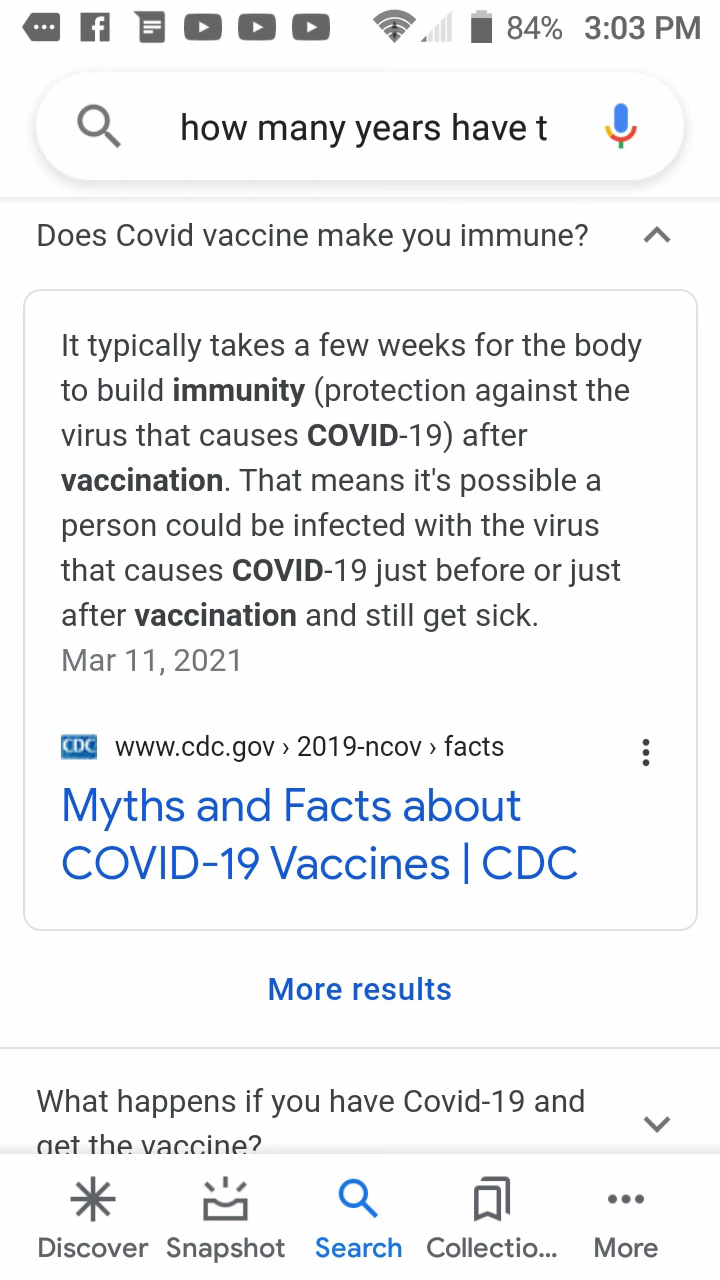 84% 3:03 PM
how many years have t
Does Covid vaccine make you immune?
It typically takes a few weeks for the body
to build immunity (protection against the
virus that causes COVID-19) after
vaccination. That means it's possible a
person could be infected with the virus
that causes COVID-19 just before or just
after vaccination and still get sick.
Mar 11, 2021
CDC www.cdc.gov › 2019-ncov › facts
Myths and Facts about
COVID-19 Vaccines | CDC
More results
What happens if you have Covid-19 and
get the vaccine?
Discover Snapshot Search Collectio... More